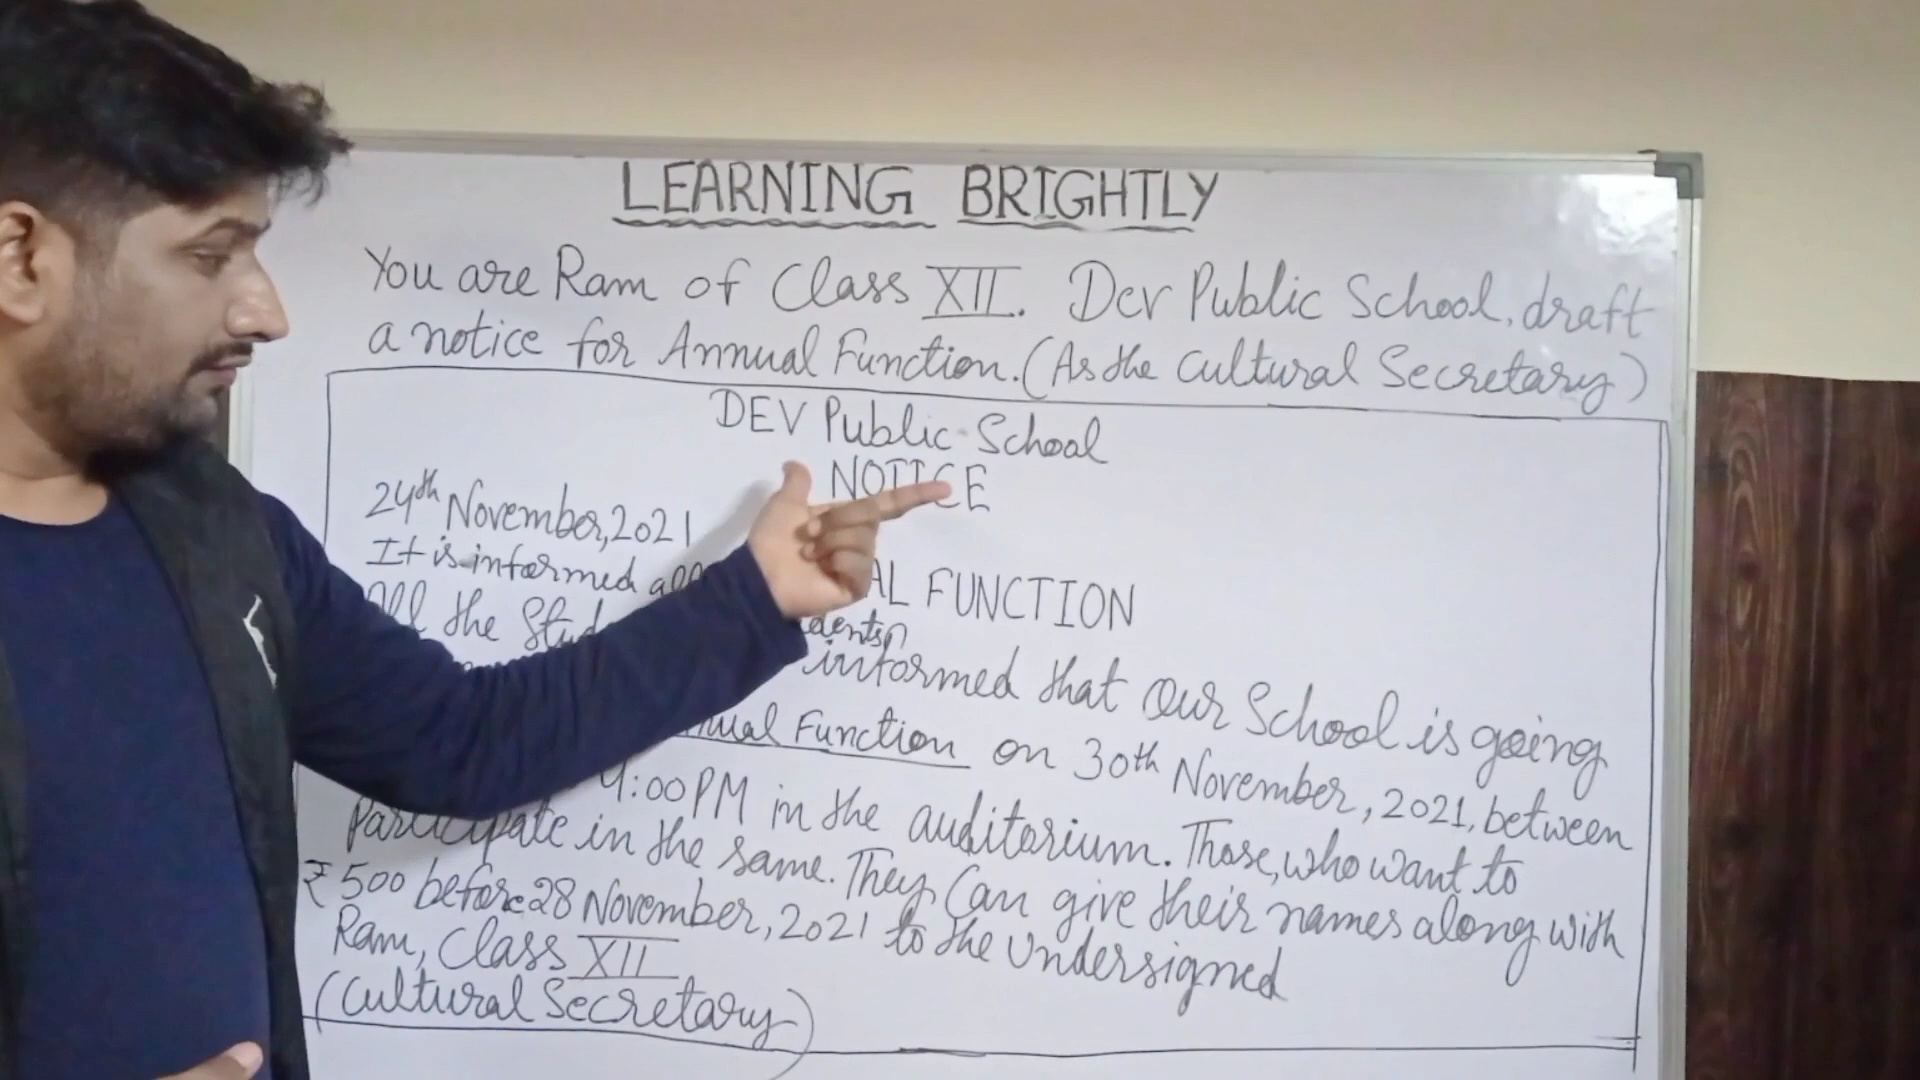 LEARNING BRIGHTLY
You are Ram of Class XII. Dev Public School, draft
a notice for Annual Function. (As the Cultural Secretary)
DEV Public School
NOTICE
24th November, 2021
AL FUNCTION
It is informed all
All the Stud dents,
informed that our School is going
nual Function on 30th November, 2021, between
4:00 PM in the auditorium. Those, who want to
Participate in the same. They Can give their names along with
₹500 before 28 November, 2021 to the Undersigned
Ram, Class XII
(Cultural Secretary)